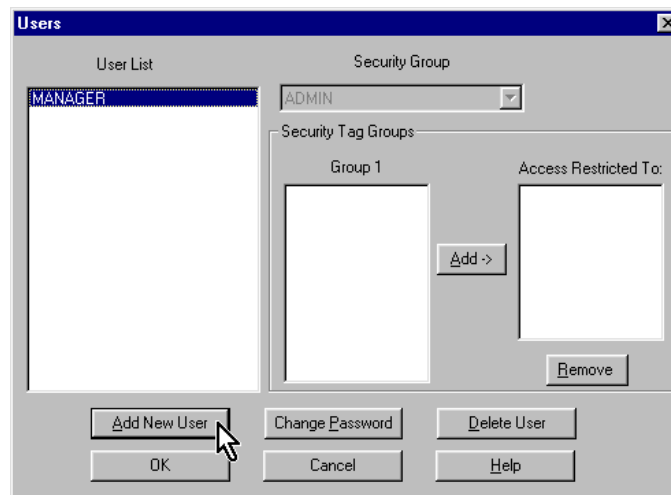 Users
User List
Security Group
MANAGER
ADMIN
Security Tag Groups
Group 1
Access Restricted To:
Add ->
Remove
Add New User
Change Password
Delete User
OK
Cancel
Help